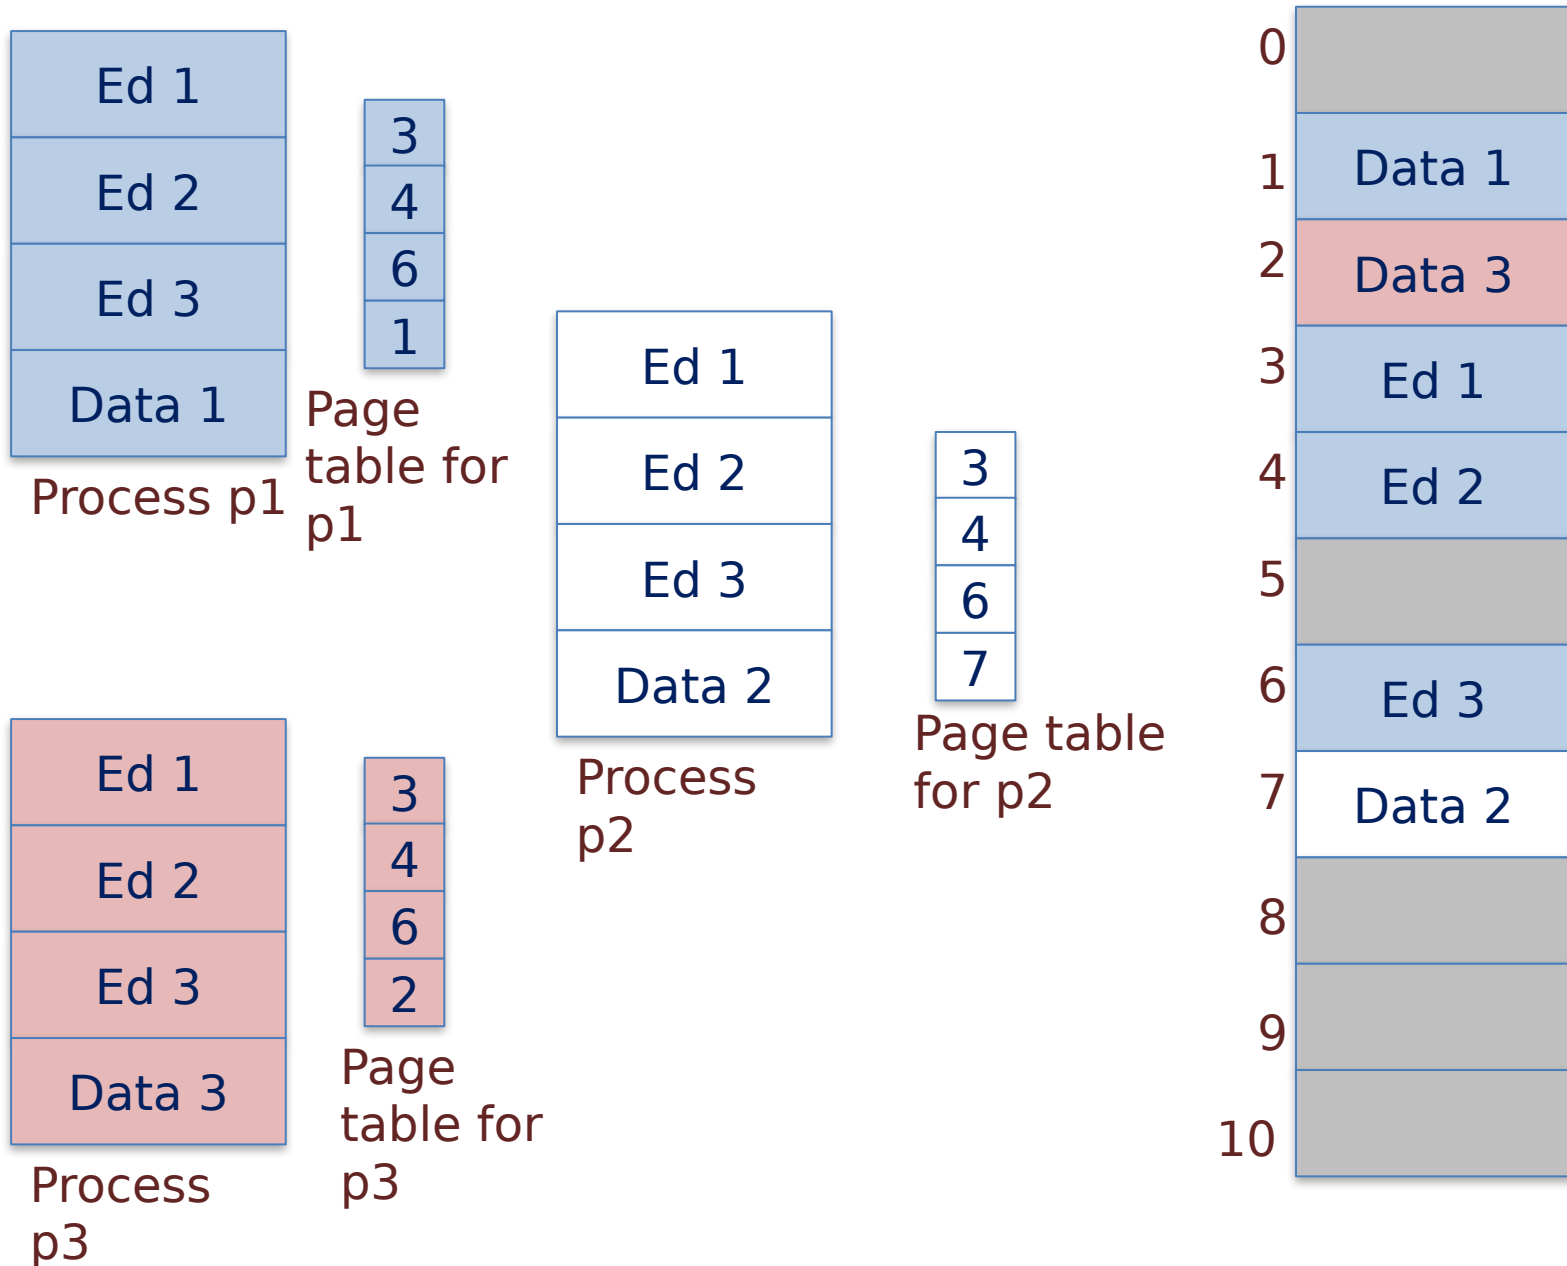 Ed 1
Ed 2
Ed 3
Data 1
Process p1
3
4
6
1
Page
table for
p1
Ed 1
Ed 2
Ed 3
Data 2
Process
p2
3
4
6
7
Page table
for p2
Ed 1
Ed 2
Ed 3
Data 3
Process
p3
3
4
6
2
Page
table for
p3
0
1 Data 1
2 Data 3
3 Ed 1
4 Ed 2
5
6 Ed 3
7 Data 2
8
9
10